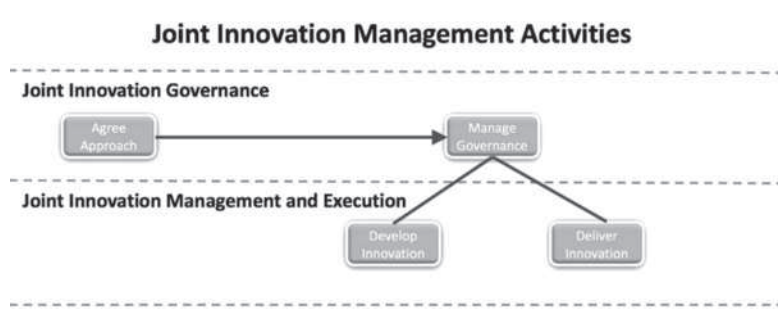 Joint Innovation Management Activities
Joint Innovation Governance
Agree
Approach
Manage
Governance
Joint Innovation Management and Execution
Develop
Innovation
Deliver
Innovation